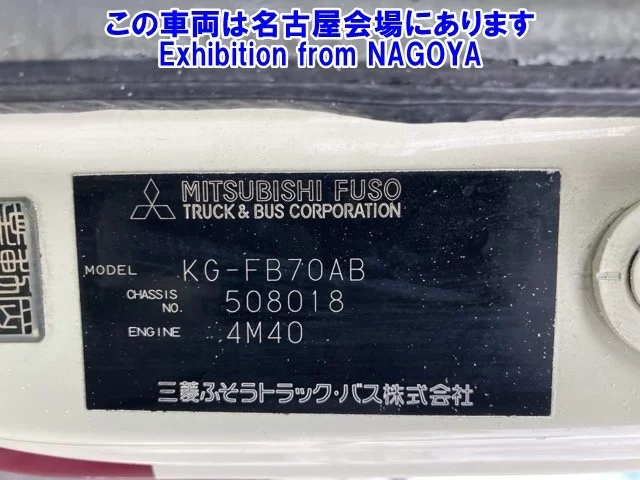 この車両は名古屋会場にあります
Exhibition from NAGOYA
MITSUBISHI FUSO
TRUCK & BUS CORPORATION
MODEL KG-FB70AB
CHASSIS NO. 508018
ENGINE 4M40
三菱ふそうトラック・バス株式会社